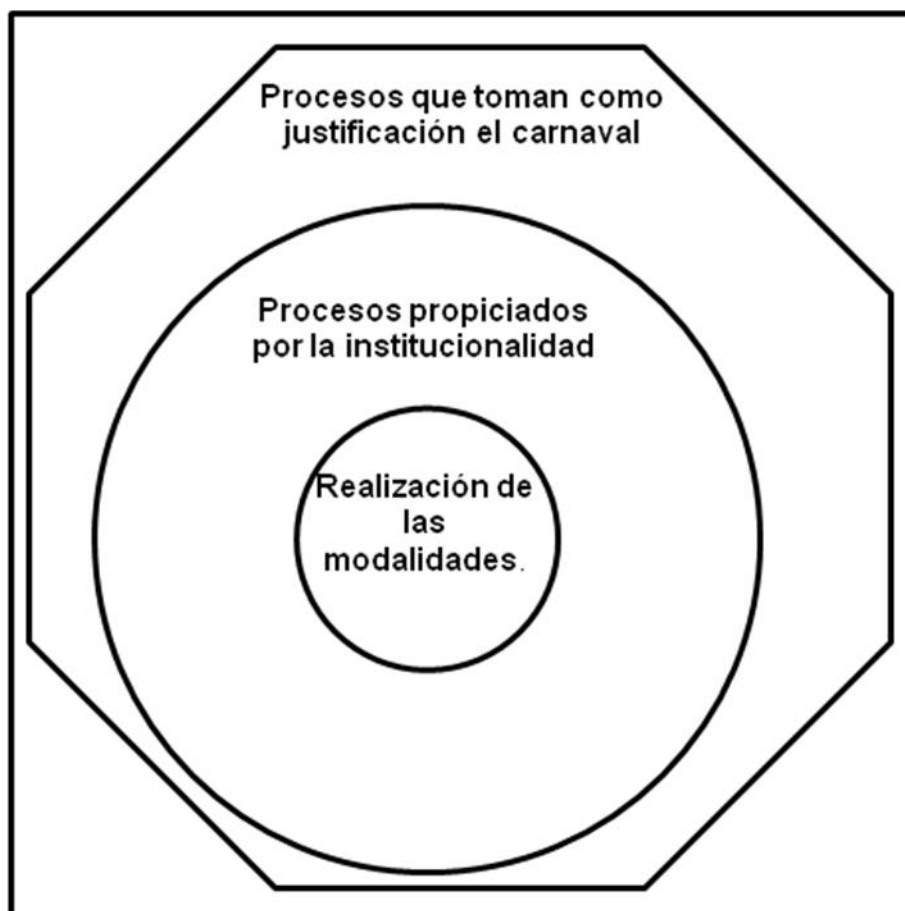 Procesos que toman como
justificación el carnaval
Procesos propiciados
por la institucionalidad
Realización de
las
modalidades.